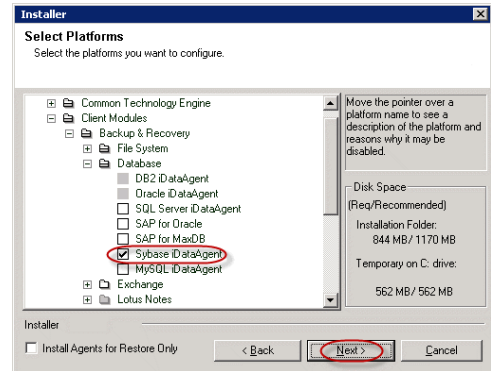 Installer
Select Platforms
Select the platforms you want to configure.
Common Technology Engine
Client Modules
Backup & Recovery
File System
Database
DB2 iDataAgent
Oracle iDataAgent
SQL Server iDataAgent
SAP for Oracle
SAP for MaxDB
Sybase iDataAgent
MySQL iDataAgent
Exchange
Lotus Notes
Move the pointer over a
platform name to see a
description of the platform and
reasons why it may be
disabled.
Disk Space
(Req/Recommended)
Installation Folder:
844 MB/ 1170 MB
Temporary on C: drive:
562 MB/ 562 MB
Installer
Install Agents for Restore Only
< Back
Next >
Cancel